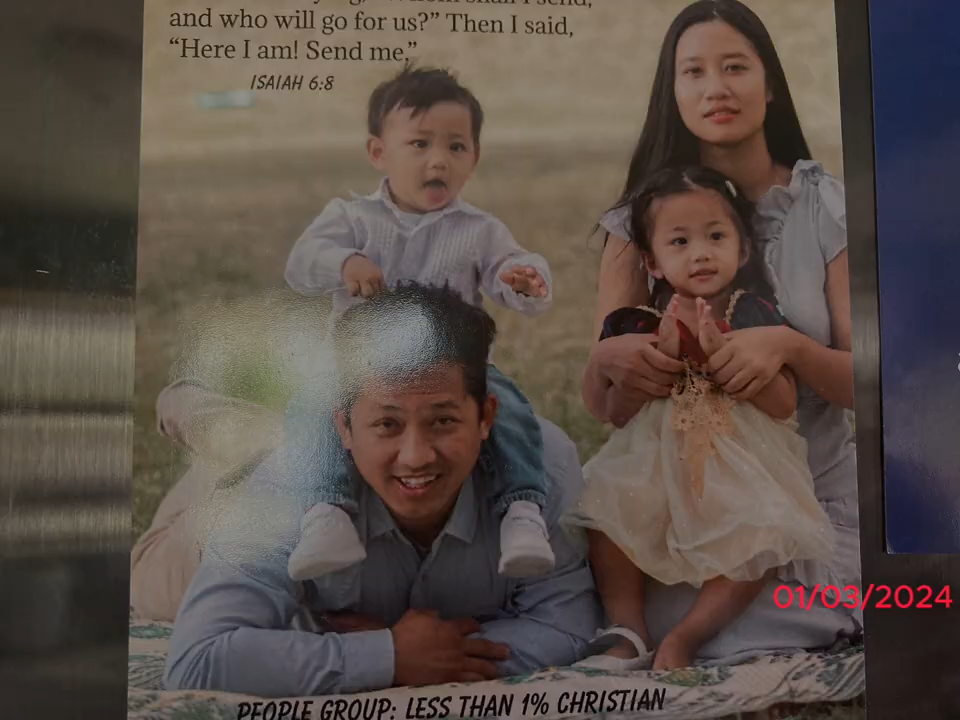 and who will go for us?” Then I said,
“Here I am! Send me.”
ISAIAH 6:8
01/03/2024
PEOPLE GROUP: LESS THAN 1% CHRISTIAN